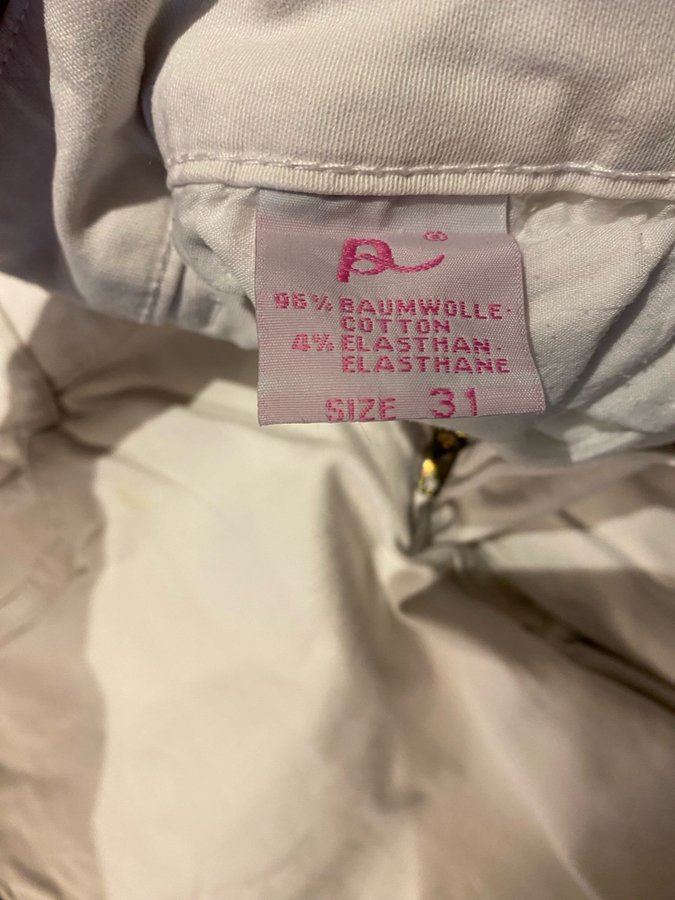 ®
96% BAUMWOLLE·
COTTON
4% ELASTHAN·
ELASTHANE
SIZE 31